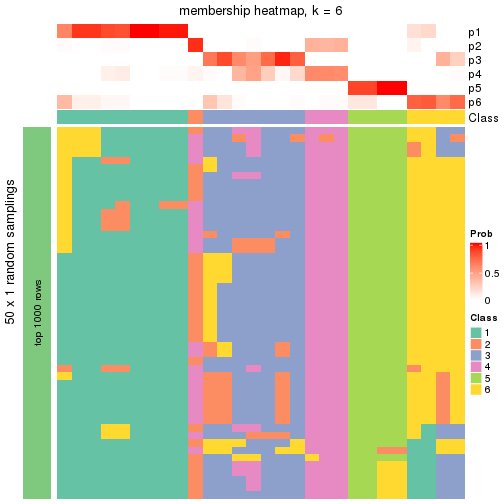 membership heatmap, k = 6
p1
p2
p3
p4
p5
p6
Class
50 x 1 random samplings
top 1000 rows
Prob
1
0.5
0
Class
1
2
3
4
5
6